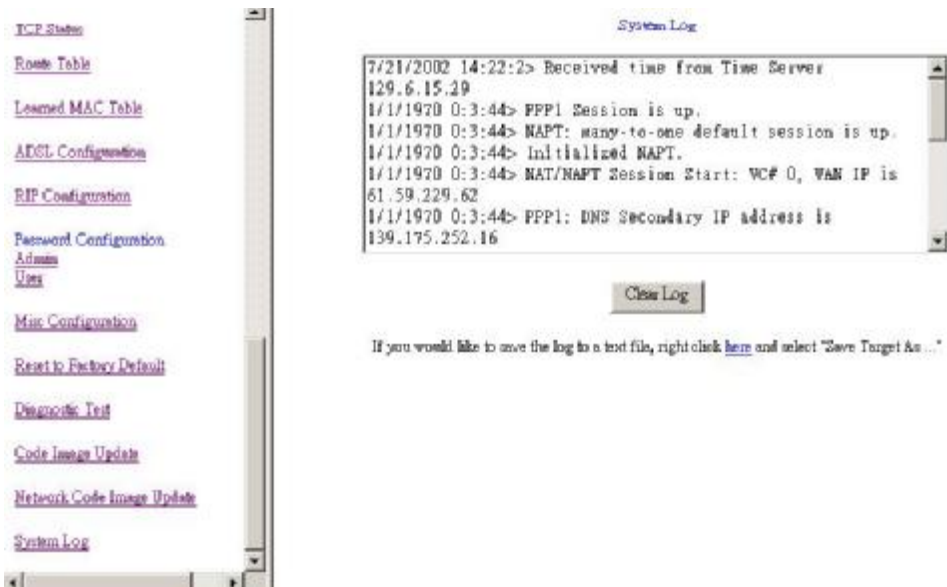 TCP Status
Route Table
Learned MAC Table
ADSL Configuration
RIP Configuration
Password Configuration
Admin
User
Misc Configuration
Reset to Factory Default
Diagnostic Test
Code Image Update
Network Code Image Update
System Log
System Log
7/21/2002 14:22:2> Received time from Time Server
129.6.15.29
1/1/1970 0:3:44> PPP1 Session is up.
1/1/1970 0:3:44> NAPT: many-to-one default session is up.
1/1/1970 0:3:44> Initialized NAPT.
1/1/1970 0:3:44> NAT/NAPT Session Start: VC# 0, WAN IP is
61.59.229.62
1/1/1970 0:3:44> PPP1: DNS Secondary IP address is
139.175.252.16
Clear Log
If you would like to save the log to a text file, right click here and select "Save Target As ..."